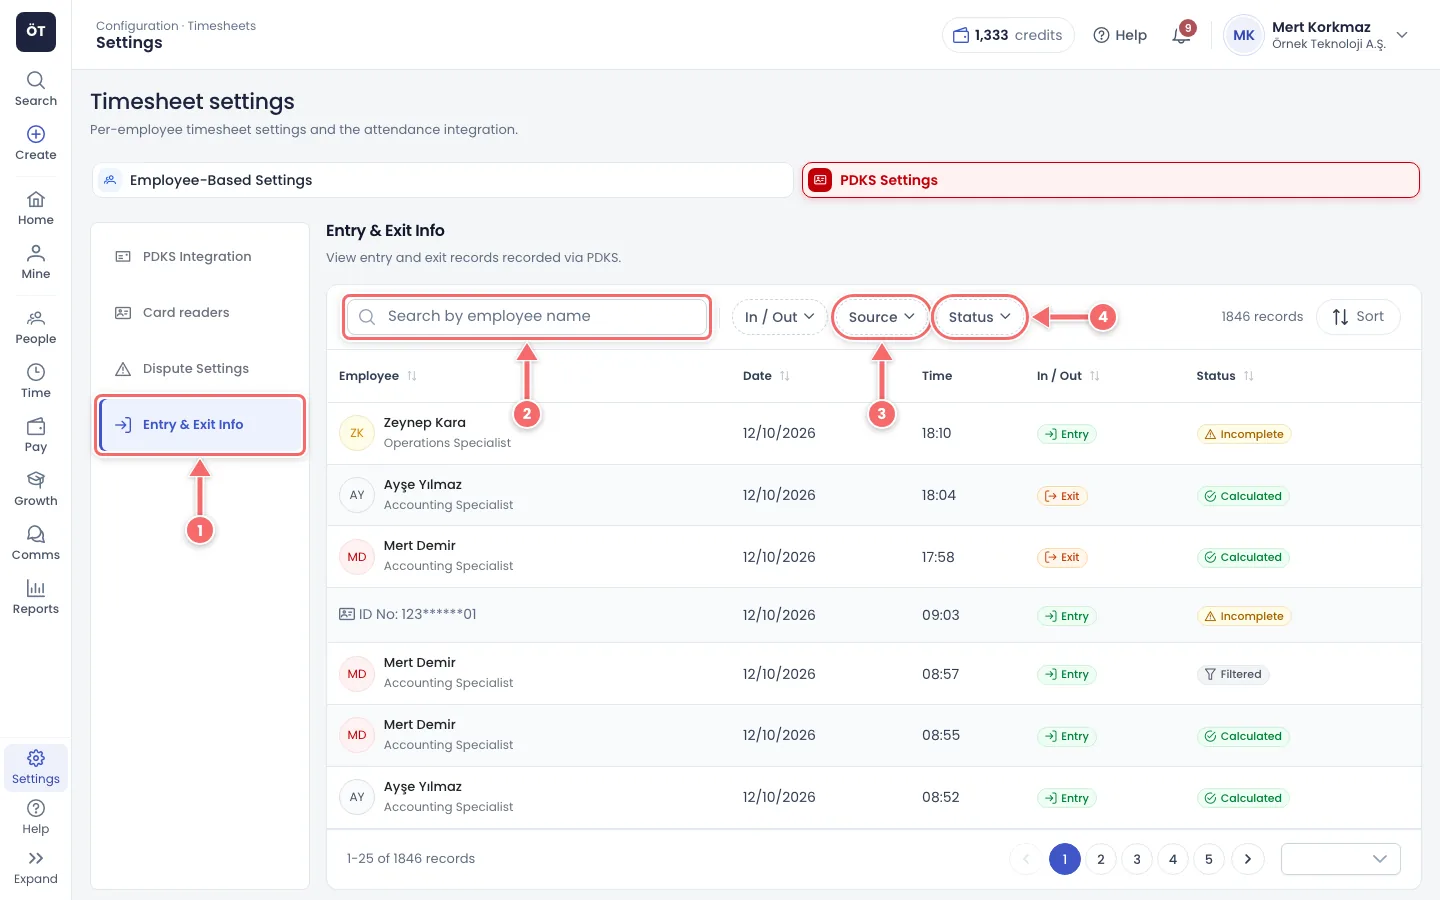 ÖT
Search
Create
Home
Mine
People
Time
Pay
Growth
Comms
Reports
Settings
Help
Expand
Configuration · Timesheets
Settings
1,333 credits
Help
9
MK
Mert Korkmaz
Örnek Teknoloji A.Ş.
Timesheet settings
Per-employee timesheet settings and the attendance integration.
Employee-Based Settings
PDKS Settings
PDKS Integration
Card readers
Dispute Settings
Entry & Exit Info
1
Entry & Exit Info
View entry and exit records recorded via PDKS.
Search by employee name
In / Out
Source
Status
4
1846 records
Sort
2
3
Employee Date Time In / Out Status
ZK Zeynep Kara
Operations Specialist
12/10/2026 18:10 Entry Incomplete
AY Ayşe Yılmaz
Accounting Specialist
12/10/2026 18:04 Exit Calculated
MD Mert Demir
Accounting Specialist
12/10/2026 17:58 Exit Calculated
ID No: 123******01 12/10/2026 09:03 Entry Incomplete
MD Mert Demir
Accounting Specialist
12/10/2026 08:57 Entry Filtered
MD Mert Demir
Accounting Specialist
12/10/2026 08:55 Entry Calculated
AY Ayşe Yılmaz
Accounting Specialist
12/10/2026 08:52 Entry Calculated
1-25 of 1846 records
1 2 3 4 5